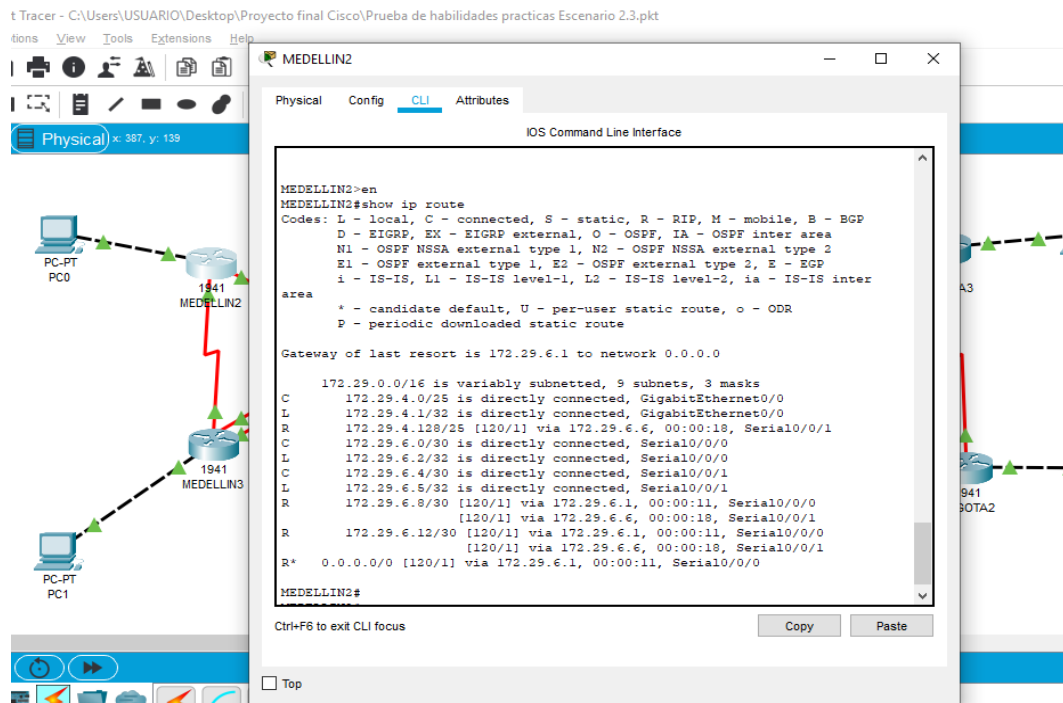 t Tracer - C:\Users\USUARIO\Desktop\Proyecto final Cisco\Prueba de habilidades practicas Escenario 2.3.pkt
tions View Tools Extensions Help
MEDELLIN2
Physical Config CLI Attributes
Physical x: 387, y: 139
IOS Command Line Interface
MEDELLIN2>en
MEDELLIN2#show ip route
Codes: L - local, C - connected, S - static, R - RIP, M - mobile, B - BGP
D - EIGRP, EX - EIGRP external, O - OSPF, IA - OSPF inter area
N1 - OSPF NSSA external type 1, N2 - OSPF NSSA external type 2
E1 - OSPF external type 1, E2 - OSPF external type 2, E - EGP
i - IS-IS, L1 - IS-IS level-1, L2 - IS-IS level-2, ia - IS-IS inter
area
* - candidate default, U - per-user static route, o - ODR
P - periodic downloaded static route
Gateway of last resort is 172.29.6.1 to network 0.0.0.0
172.29.0.0/16 is variably subnetted, 9 subnets, 3 masks
C 172.29.4.0/25 is directly connected, GigabitEthernet0/0
L 172.29.4.1/32 is directly connected, GigabitEthernet0/0
R 172.29.4.128/25 [120/1] via 172.29.6.6, 00:00:18, Serial0/0/1
C 172.29.6.0/30 is directly connected, Serial0/0/0
L 172.29.6.2/32 is directly connected, Serial0/0/0
C 172.29.6.4/30 is directly connected, Serial0/0/1
L 172.29.6.5/32 is directly connected, Serial0/0/1
R 172.29.6.8/30 [120/1] via 172.29.6.1, 00:00:11, Serial0/0/0
[120/1] via 172.29.6.6, 00:00:18, Serial0/0/1
R 172.29.6.12/30 [120/1] via 172.29.6.1, 00:00:11, Serial0/0/0
[120/1] via 172.29.6.6, 00:00:18, Serial0/0/1
R* 0.0.0.0/0 [120/1] via 172.29.6.1, 00:00:11, Serial0/0/0
MEDELLIN2#
Ctrl+F6 to exit CLI focus
Copy
Paste
Top
PC-PT
PC0
1941
MEDELLIN2
1941
MEDELLIN3
PC-PT
PC1
A3
941
GOTA2